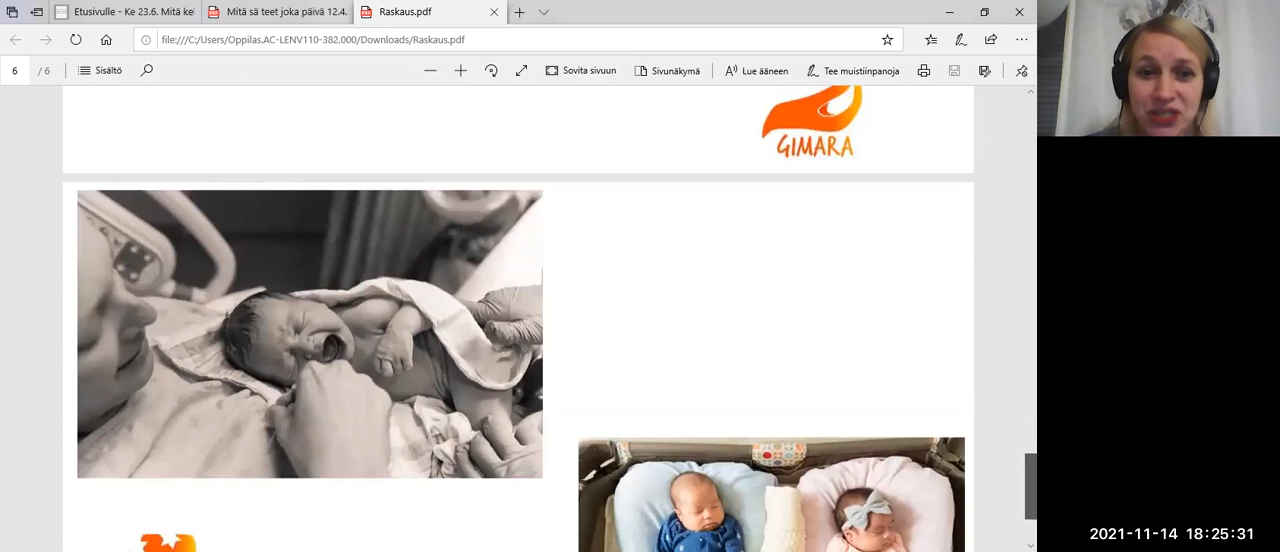 Etusivulle - Ke 23.6. Mitä ke
Mitä sä teet joka päivä 12.4.
Raskaus.pdf
file:///C:/Users/Oppilas.AC-LENV110-382.000/Downloads/Raskaus.pdf
6 / 6
Sisältö
Sovita sivuun
Sivunäkymä
Lue ääneen
Tee muistiinpanoja
GIMARA
2021-11-14 18:25:31